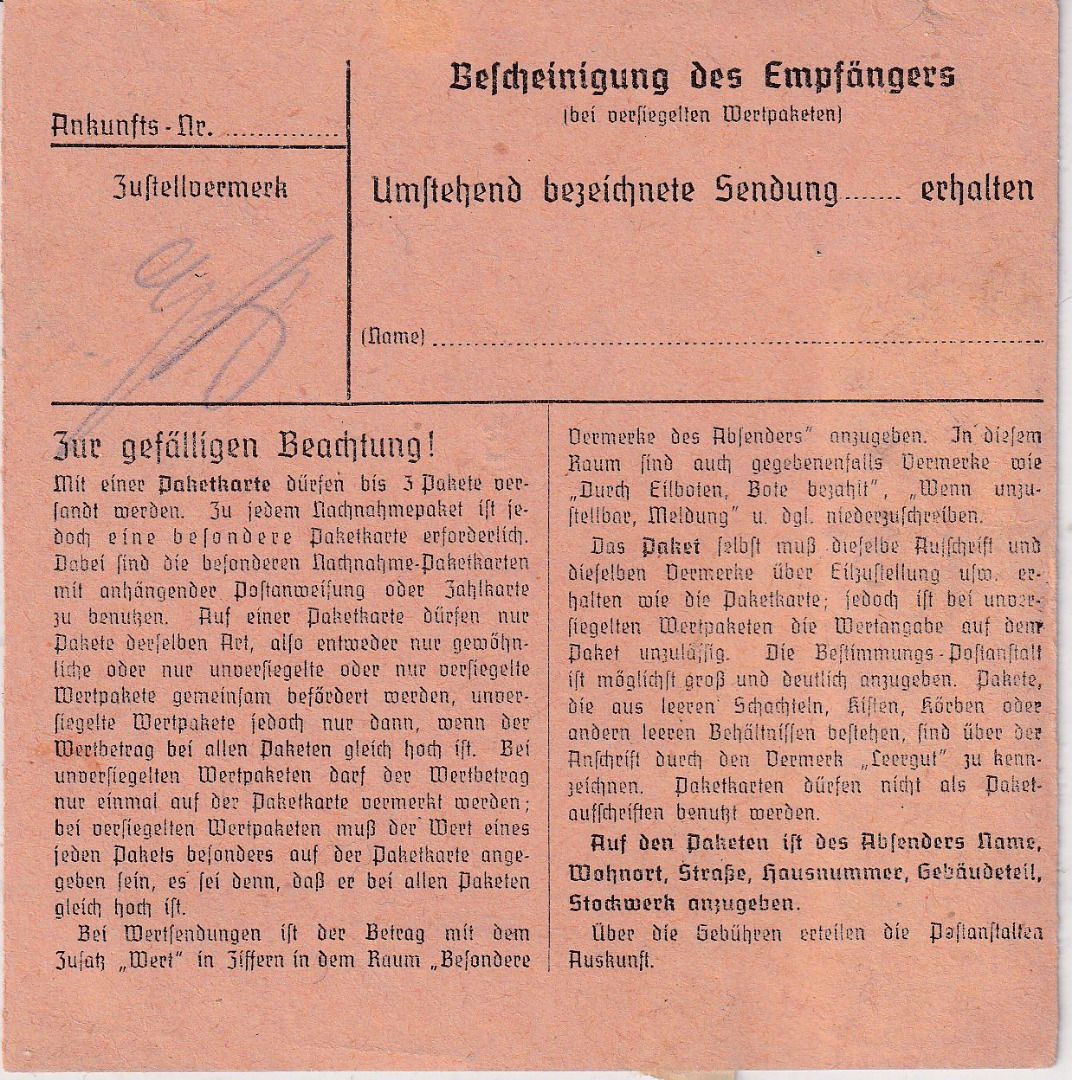 Ankunfts-Nr. ................
Zustellvermerk
Bescheinigung des Empfängers
(bei versiegelten Wertpaketen)
Umstehend bezeichnete Sendung........ erhalten
(Name) ................................................................
Zur gefälligen Beachtung!
Mit einer Paketkarte dürfen bis 3 Pakete ver-
sandt werden. Zu jedem Nachnahmepaket ist je-
doch eine besondere Paketkarte erforderlich.
Dabei sind die besonderen Nachnahme-Paketkarten
mit anhängender Postanweisung oder Zahlkarte
zu benutzen. Auf einer Paketkarte dürfen nur
Pakete derselben Art, also entweder nur gewöhn-
liche oder nur unversiegelte oder nur versiegelte
Wertpakete gemeinsam befördert werden, unver-
siegelte Wertpakete jedoch nur dann, wenn der
Wertbetrag bei allen Paketen gleich hoch ist. Bei
unversiegelten Wertpaketen darf der Wertbetrag
nur einmal auf der Paketkarte vermerkt werden;
bei versiegelten Wertpaketen muß der Wert eines
jeden Pakets besonders auf der Paketkarte ange-
geben sein, es sei denn, daß er bei allen Paketen
gleich hoch ist.
Bei Wertsendungen ist der Betrag mit dem
Zusatz „Wert" in Ziffern in dem Raum „Besondere
Vermerke des Absenders" anzugeben. In diesem
Raum sind auch gegebenenfalls Vermerke wie
„Durch Eilboten, Bote bezahlt", „Wenn unzu-
stellbar, Meldung" u. dgl. niederzuschreiben.
Das Paket selbst muß dieselbe Aufschrift und
dieselben Vermerke über Eilzustellung usw. er-
halten wie die Paketkarte; jedoch ist bei unver-
siegelten Wertpaketen die Wertangabe auf dem
Paket unzulässig. Die Bestimmungs-Postanstalt
ist möglichst groß und deutlich anzugeben. Pakete,
die aus leeren Schachteln, Kisten, Körben oder
andern leeren Behältnissen bestehen, sind über der
Anschrift durch den Vermerk „Leergut" zu kenn-
zeichnen. Paketkarten dürfen nicht als Paket-
aufschriften benutzt werden.
Auf den Paketen ist des Absenders Name,
Wohnort, Straße, Hausnummer, Gebäudeteil,
Stockwerk anzugeben.
Über die Gebühren erteilen die Postanstalten
Auskunft.